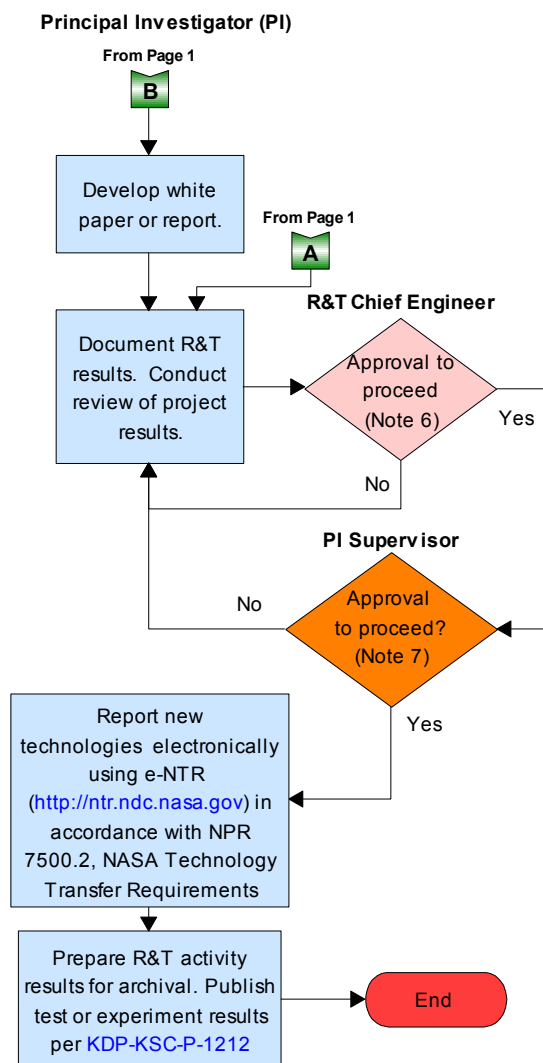 Principal Investigator (PI)
From Page 1
B
Develop white
paper or report.
From Page 1
A
R&T Chief Engineer
Document R&T
results. Conduct
review of project
results.
Approval to
proceed
(Note 6)
Yes
No
PI Supervisor
No
Approval
to proceed?
(Note 7)
Yes
Report new
technologies electronically
using e-NTR
(http://ntr.ndc.nasa.gov) in
accordance with NPR
7500.2, NASA Technology
Transfer Requirements
Prepare R&T activity
results for archival. Publish
test or experiment results
per KDP-KSC-P-1212
End